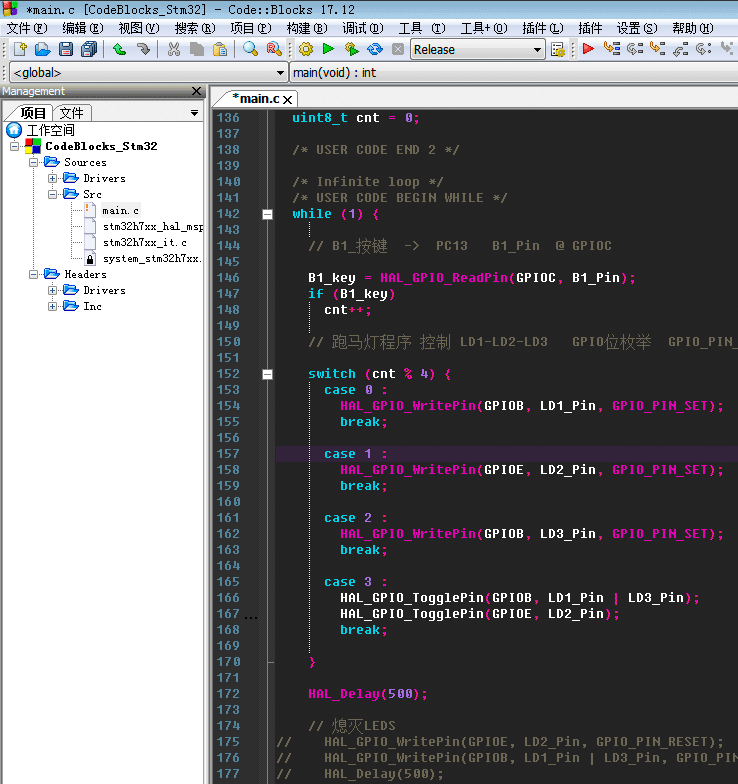 *main.c [CodeBlocks_Stm32] - Code::Blocks 17.12
文件(F) 编辑(E) 视图(V) 搜索(R) 项目(P) 构建(B) 调试(D) 工具 (T) 工具+(O) 插件(L) 插件 设置(S) 帮助(H)
Release
<global> main(void) : int
Management
项目 文件
*main.c
工作空间
CodeBlocks_Stm32
Sources
Drivers
Src
main.c
stm32h7xx_hal_msp
stm32h7xx_it.c
system_stm32h7xx.
Headers
Drivers
Inc
136 uint8_t cnt = 0;
137
138 /* USER CODE END 2 */
139
140 /* Infinite loop */
141 /* USER CODE BEGIN WHILE */
142 while (1) {
143
144 // B1_按键 -> PC13 B1_Pin @ GPIOC
145
146 B1_key = HAL_GPIO_ReadPin(GPIOC, B1_Pin);
147 if (B1_key)
148 cnt++;
149
150 // 跑马灯程序 控制 LD1-LD2-LD3 GPIO位枚举 GPIO_PIN_
151
152 switch (cnt % 4) {
153 case 0 :
154 HAL_GPIO_WritePin(GPIOB, LD1_Pin, GPIO_PIN_SET);
155 break;
156
157 case 1 :
158 HAL_GPIO_WritePin(GPIOE, LD2_Pin, GPIO_PIN_SET);
159 break;
160
161 case 2 :
162 HAL_GPIO_WritePin(GPIOB, LD3_Pin, GPIO_PIN_SET);
163 break;
164
165 case 3 :
166 HAL_GPIO_TogglePin(GPIOB, LD1_Pin | LD3_Pin);
167 ... HAL_GPIO_TogglePin(GPIOE, LD2_Pin);
168 break;
169
170 }
171
172 HAL_Delay(500);
173
174 // 熄灭LEDS
175 // HAL_GPIO_WritePin(GPIOE, LD2_Pin, GPIO_PIN_RESET);
176 // HAL_GPIO_WritePin(GPIOB, LD1_Pin | LD3_Pin, GPIO_PIN
177 // HAL_Delay(500);